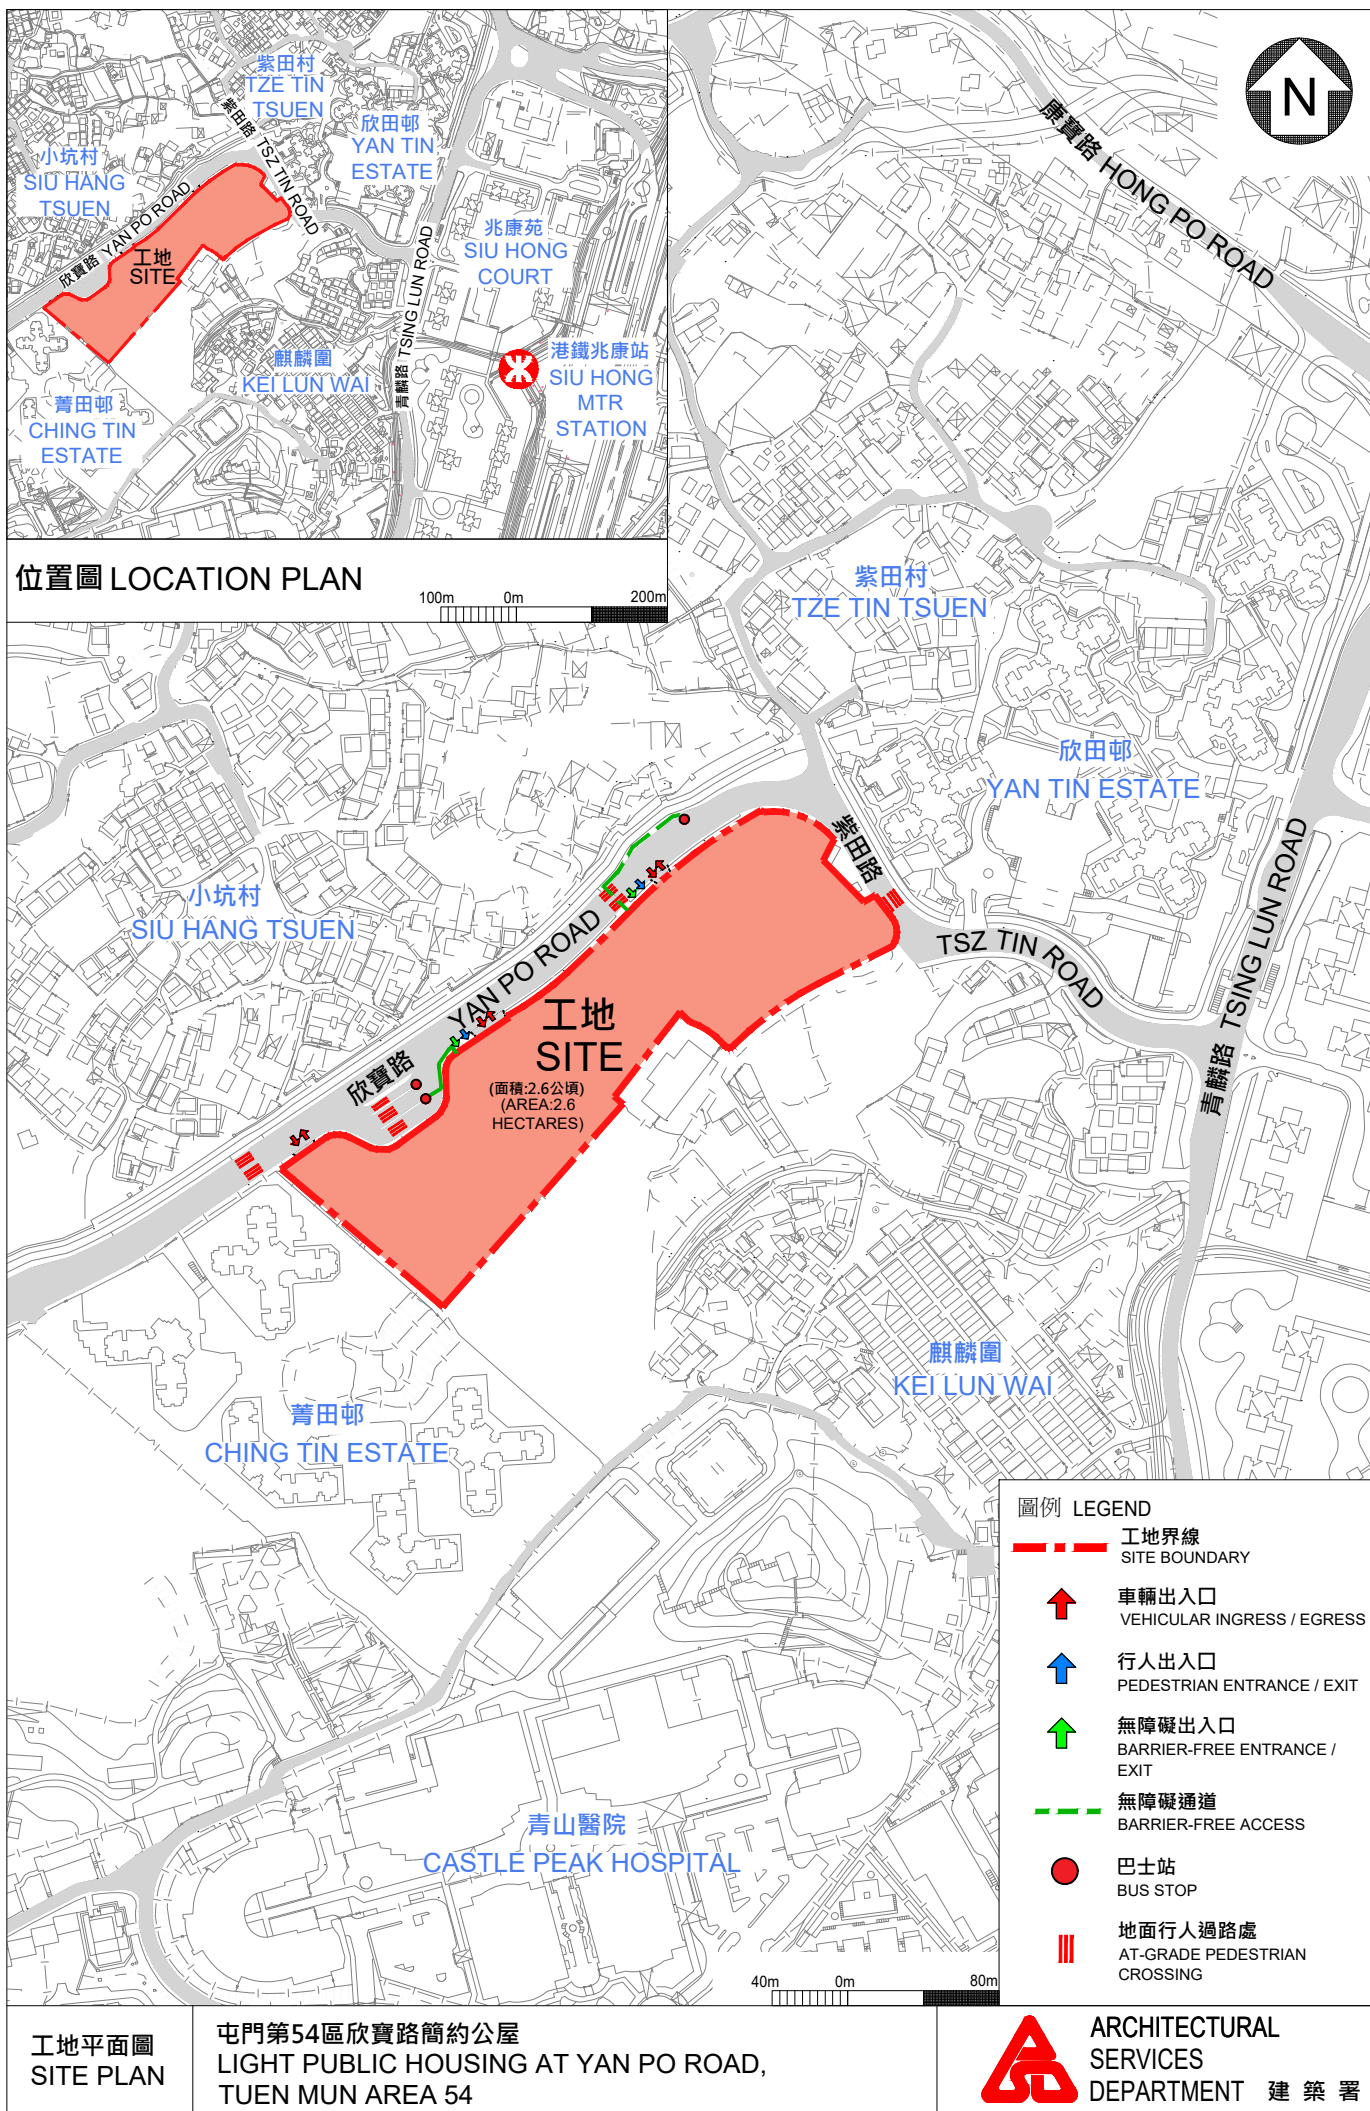 紫田村
TZE TIN
TSUEN
紫田路 TSZ TIN ROAD
欣田邨
YAN TIN
ESTATE
小坑村
SIU HANG
TSUEN
欣寶路 YAN PO ROAD
工地
SITE
兆康苑
SIU HONG
COURT
青麟路 TSING LUN ROAD
麒麟圍
KEI LUN WAI
港鐵兆康站
SIU HONG
MTR
STATION
菁田邨
CHING TIN
ESTATE
位置圖 LOCATION PLAN
100m 0m 200m
N
康寶路 HONG PO ROAD
紫田村
TZE TIN TSUEN
欣田邨
YAN TIN ESTATE
紫田路
TSZ TIN ROAD
青麟路 TSING LUN ROAD
小坑村
SIU HANG TSUEN
欣寶路 YAN PO ROAD
工地
SITE
(面積:2.6公頃)
(AREA:2.6
HECTARES)
麒麟圍
KEI LUN WAI
菁田邨
CHING TIN ESTATE
青山醫院
CASTLE PEAK HOSPITAL
圖例 LEGEND
工地界線
SITE BOUNDARY
車輛出入口
VEHICULAR INGRESS / EGRESS
行人出入口
PEDESTRIAN ENTRANCE / EXIT
無障礙出入口
BARRIER-FREE ENTRANCE /
EXIT
無障礙通道
BARRIER-FREE ACCESS
巴士站
BUS STOP
地面行人過路處
AT-GRADE PEDESTRIAN
CROSSING
40m 0m 80m
工地平面圖
SITE PLAN
屯門第54區欣寶路簡約公屋
LIGHT PUBLIC HOUSING AT YAN PO ROAD,
TUEN MUN AREA 54
ARCHITECTURAL
SERVICES
DEPARTMENT 建築署